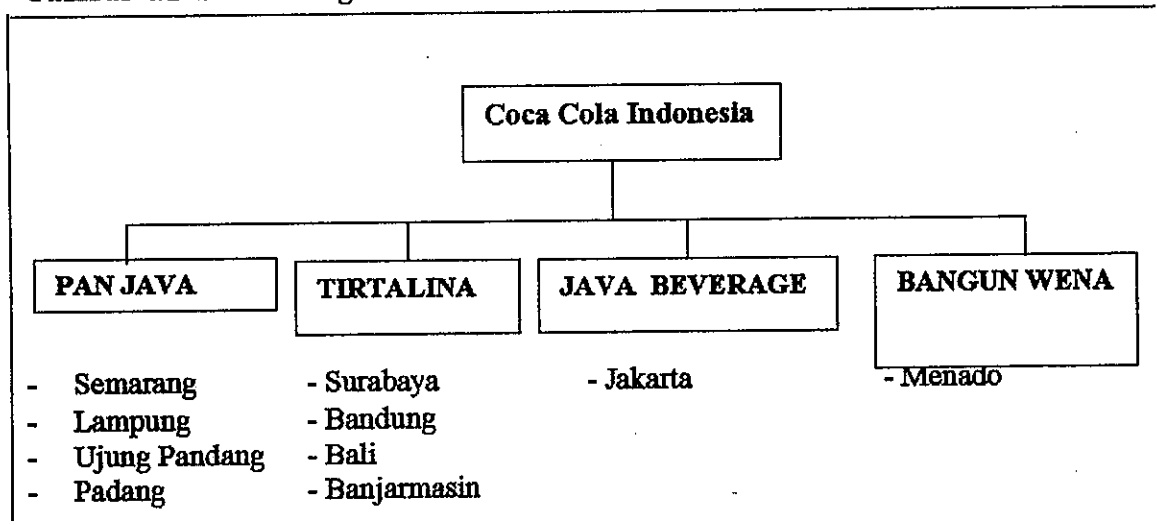 Coca Cola Indonesia
PAN JAVA
TIRTALINA
JAVA BEVERAGE
BANGUN WENA
- Semarang
- Lampung
- Ujung Pandang
- Padang
- Surabaya
- Bandung
- Bali
- Banjarmasin
- Jakarta
- Menado